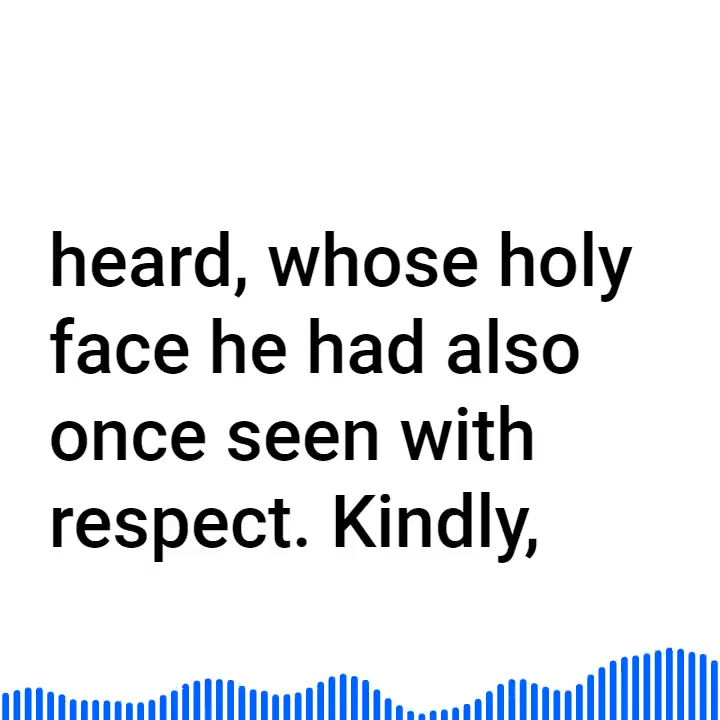 heard, whose holy
face he had also
once seen with
respect. Kindly,